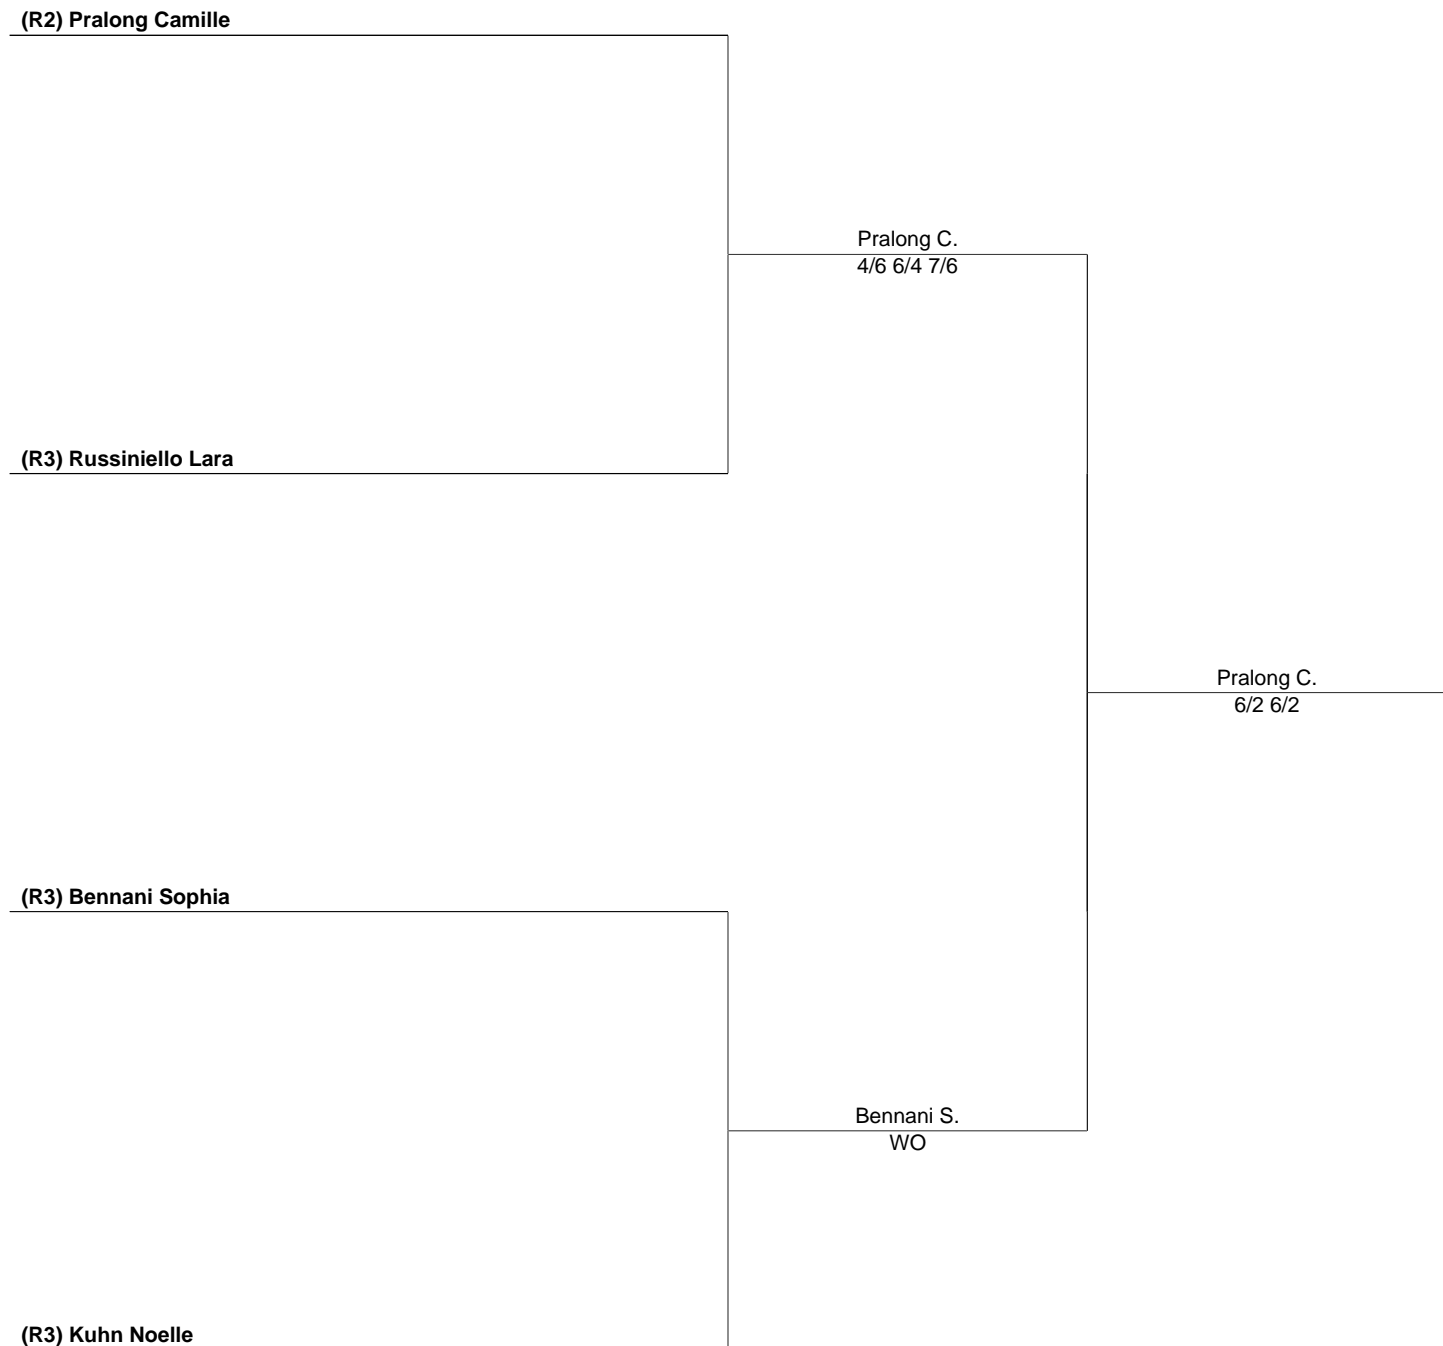 (R2) Pralong Camille
Pralong C.
4/6 6/4 7/6
(R3) Russiniello Lara
Pralong C.
6/2 6/2
(R3) Bennani Sophia
Bennani S.
WO
(R3) Kuhn Noelle